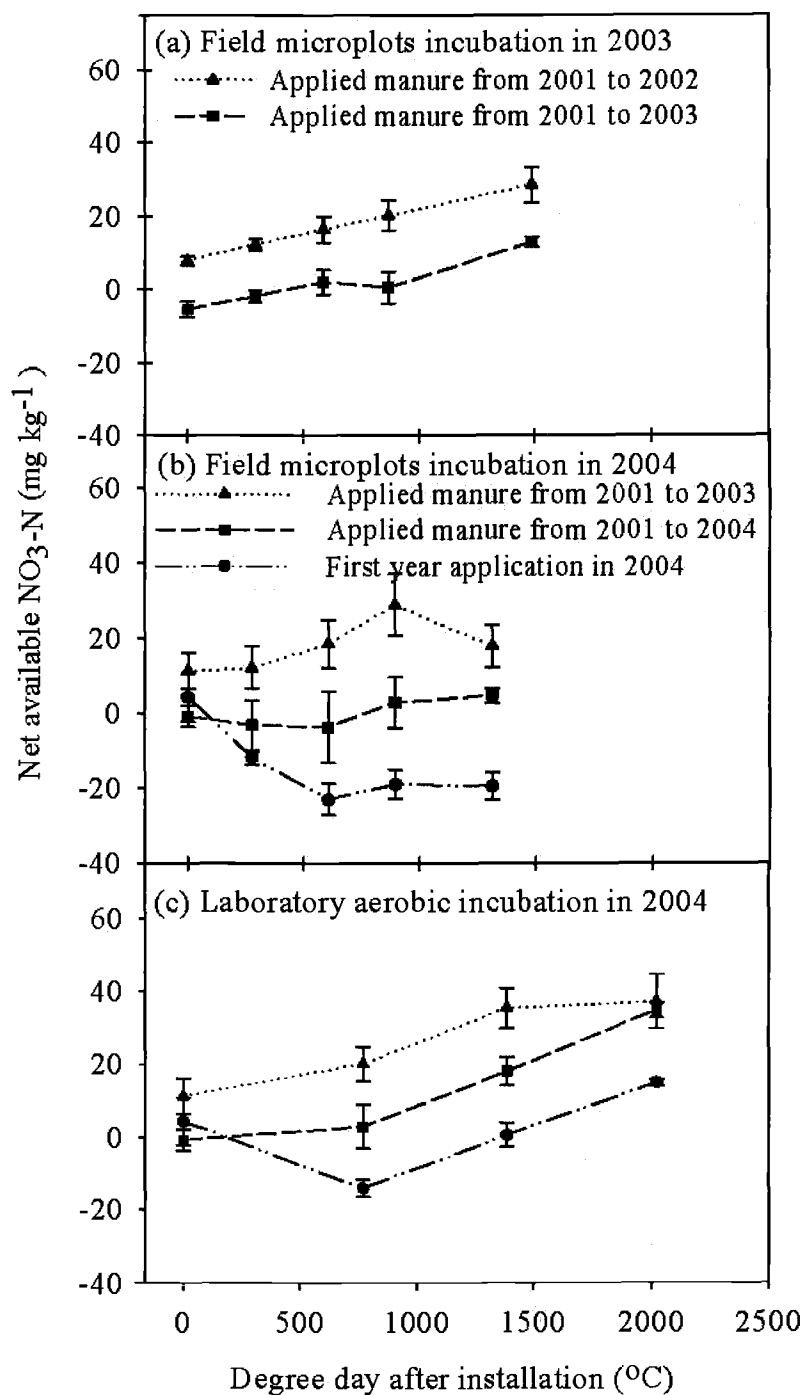 (a) Field microplots incubation in 2003
Applied manure from 2001 to 2002
Applied manure from 2001 to 2003
60
40
20
0
-20
-40
(b) Field microplots incubation in 2004
Applied manure from 2001 to 2003
Applied manure from 2001 to 2004
First year application in 2004
60
40
20
0
-20
-40
(c) Laboratory aerobic incubation in 2004
60
40
20
0
-20
-40
Net available NO3-N (mg kg-1)
0 500 1000 1500 2000 2500
Degree day after installation (oC)